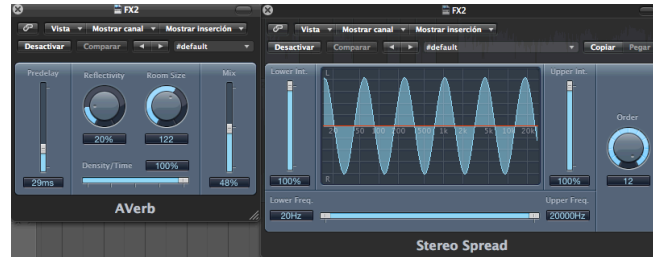 FX2
Vista Mostrar canal Mostrar inserción
Desactivar Comparar #default
Predelay Reflectivity Room Size Mix
20% 122
Density/Time 100%
29ms 48%
AVerb
FX2
Vista Mostrar canal Mostrar inserción
Desactivar Comparar #default Copiar Pegar
Lower Int. L Upper Int.
Order
20 50 100 200 500 1k 2k 5k 10k 20k
100% R 100% 12
Lower Freq. Upper Freq.
20Hz 20000Hz
Stereo Spread